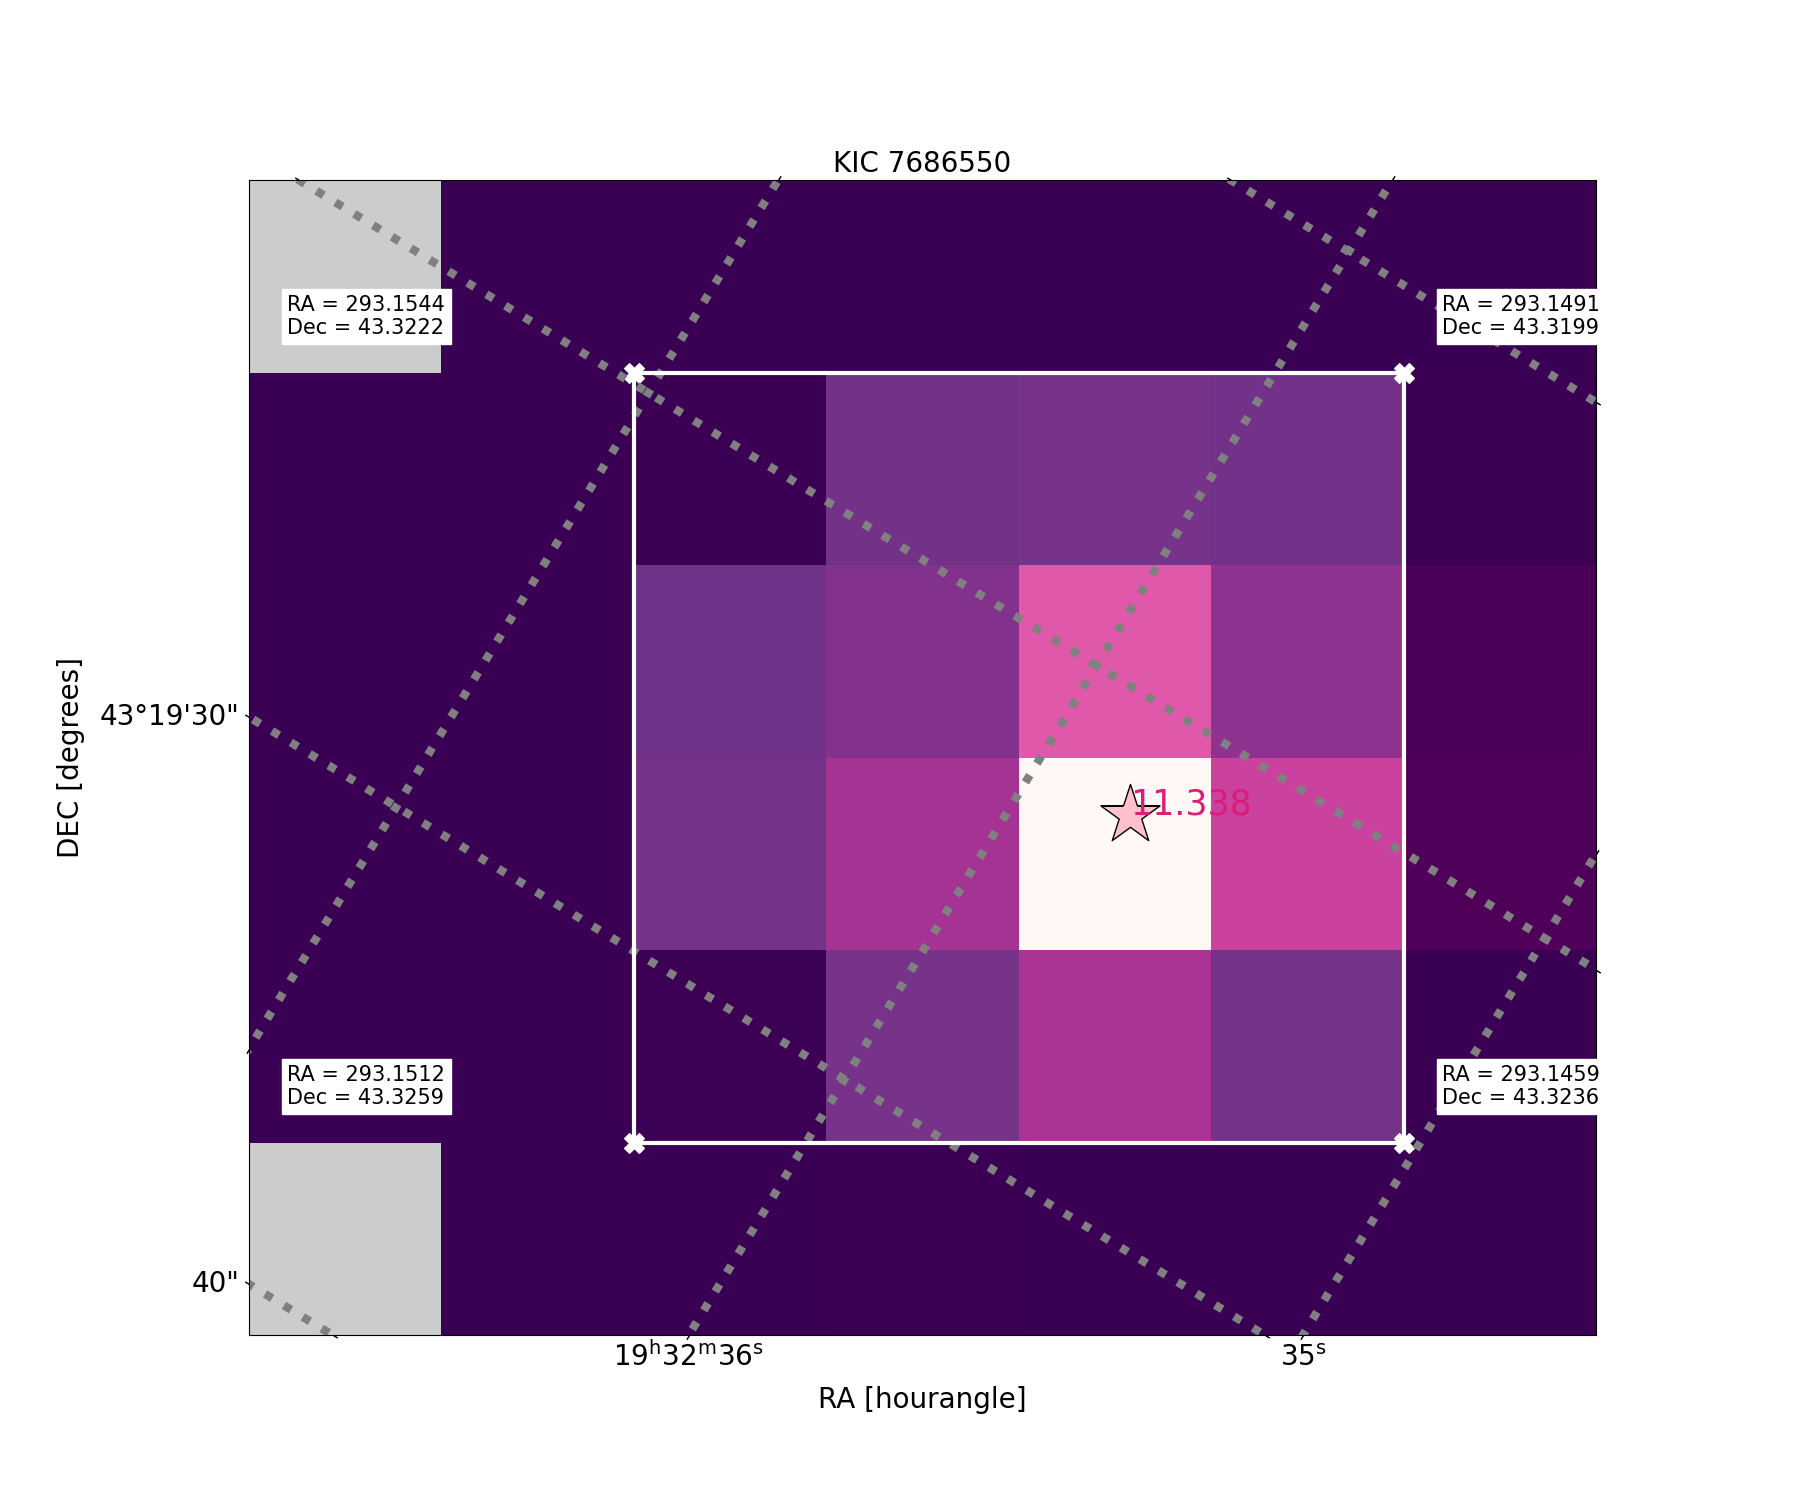 KIC 7686550
RA = 293.1544
Dec = 43.3222
RA = 293.1491
Dec = 43.3199
DEC [degrees]
43°19'30"
11.338
RA = 293.1512
Dec = 43.3259
RA = 293.1459
Dec = 43.3236
40"
19ʰ32ᵐ36ˢ
35ˢ
RA [hourangle]